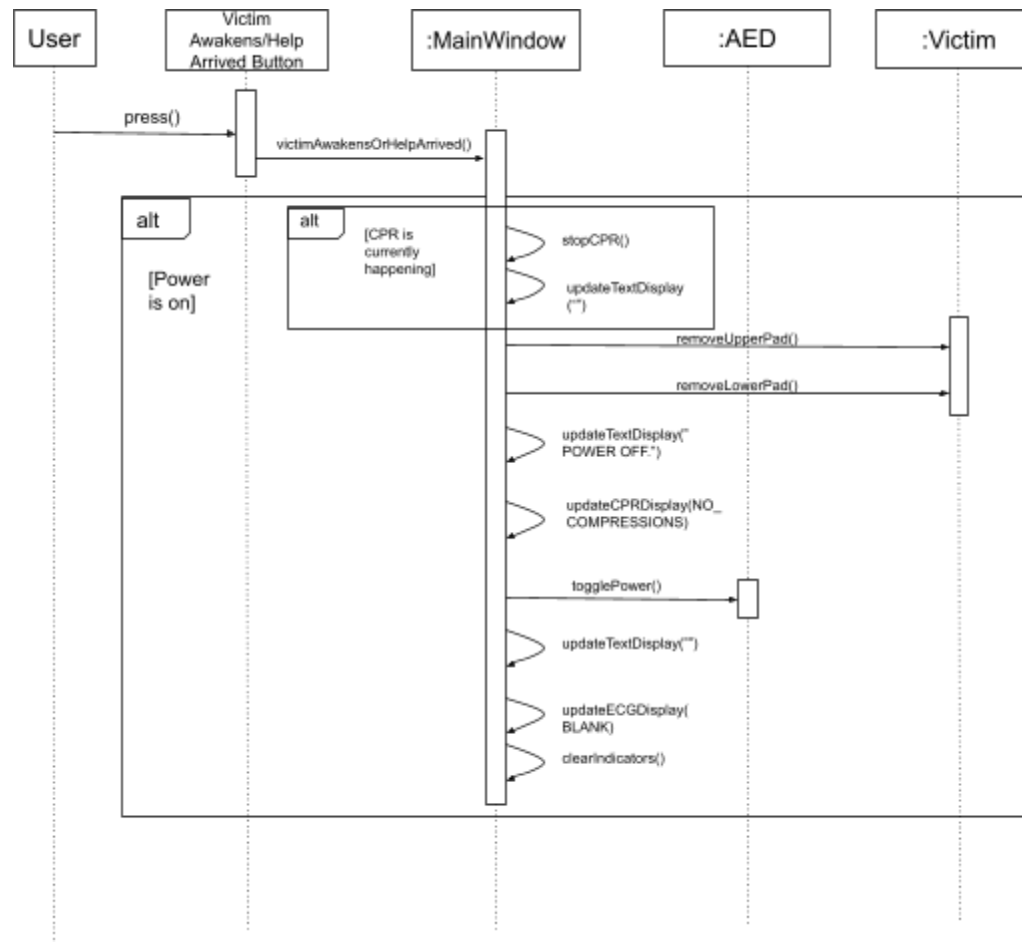 User
Victim
Awakens/Help
Arrived Button
:MainWindow
:AED
:Victim
press()
victimAwakensOrHelpArrived()
alt
[Power
is on]
alt
[CPR is
currently
happening]
stopCPR()
updateTextDisplay
("")
removeUpperPad()
removeLowerPad()
updateTextDisplay("
POWER OFF.")
updateCPRDisplay(NO_
COMPRESSIONS)
togglePower()
updateTextDisplay("")
updateECGDisplay(
BLANK)
clearIndicators()